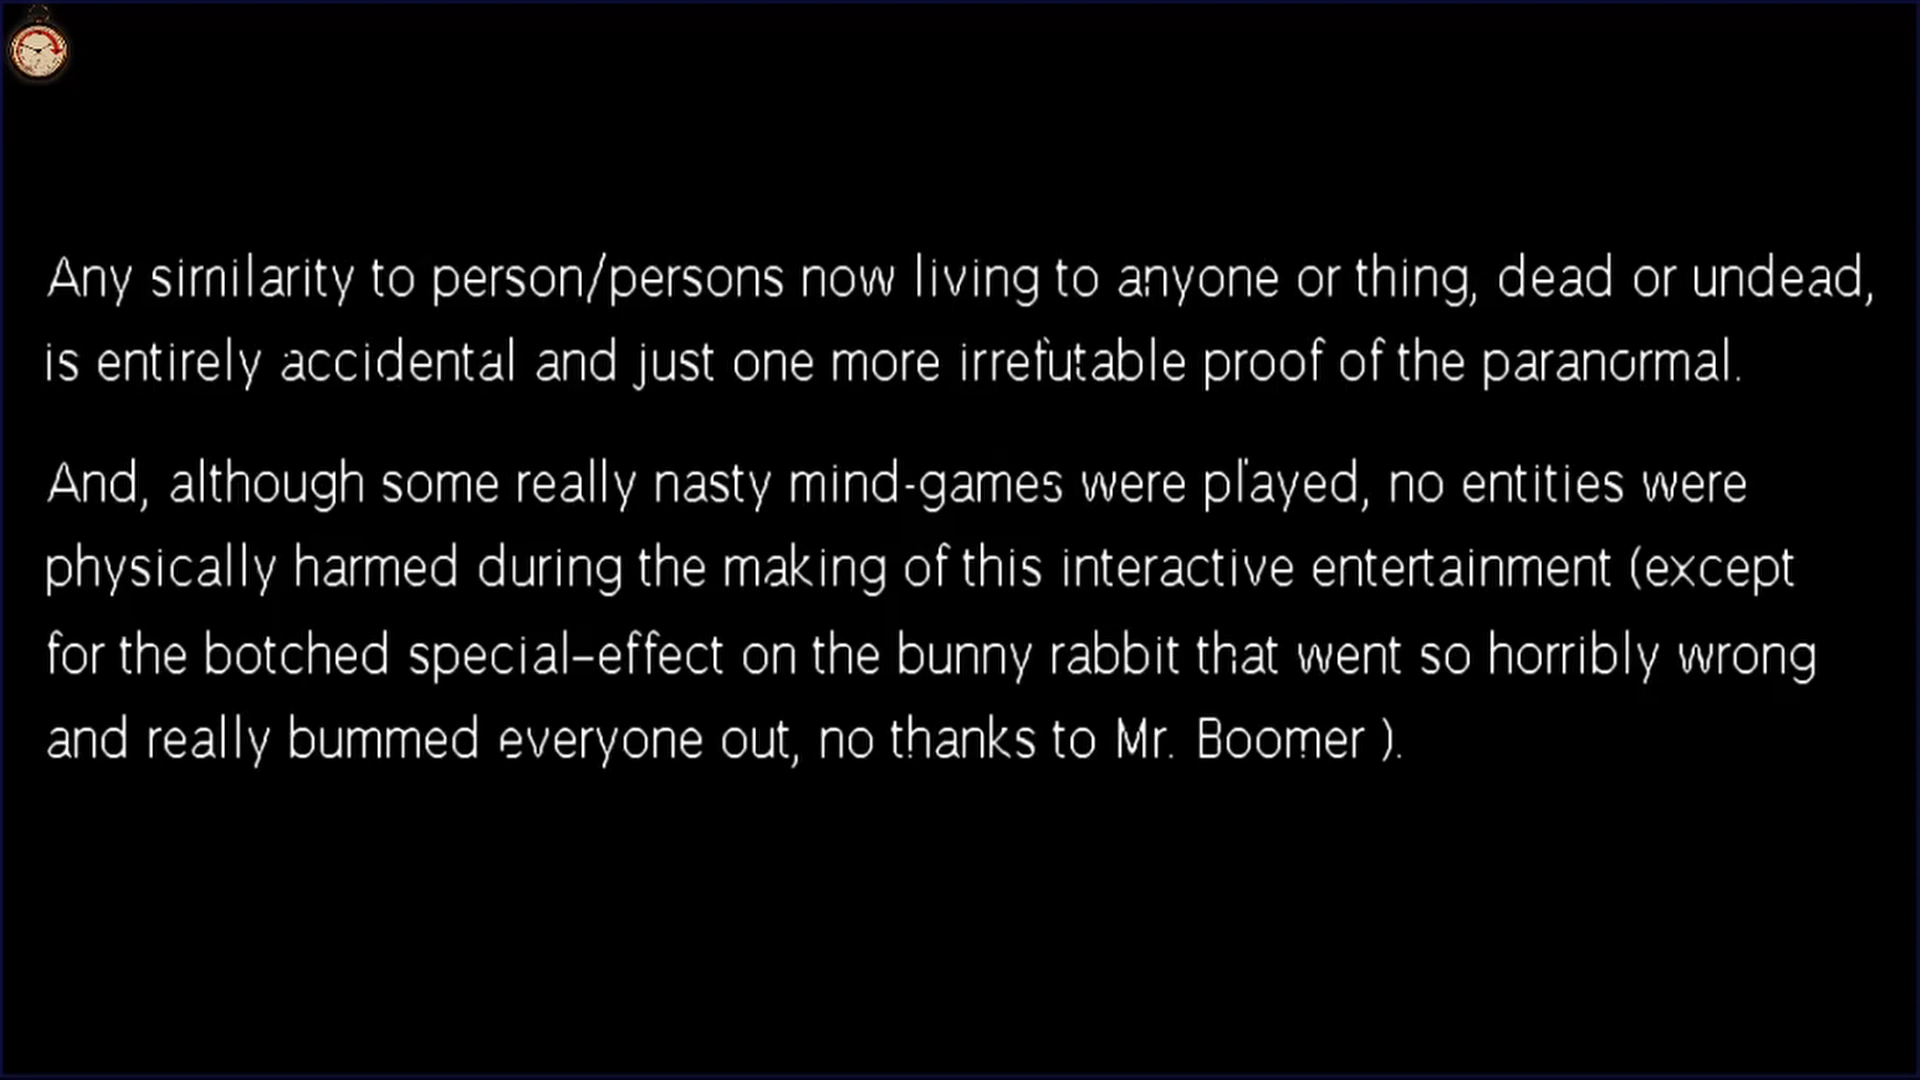 Any similarity to person/persons now living to anyone or thing, dead or undead,
is entirely accidental and just one more irrefutable proof of the paranormal.
And, although some really nasty mind-games were played, no entities were
physically harmed during the making of this interactive entertainment (except
for the botched special-effect on the bunny rabbit that went so horribly wrong
and really bummed everyone out, no thanks to Mr. Boomer ).